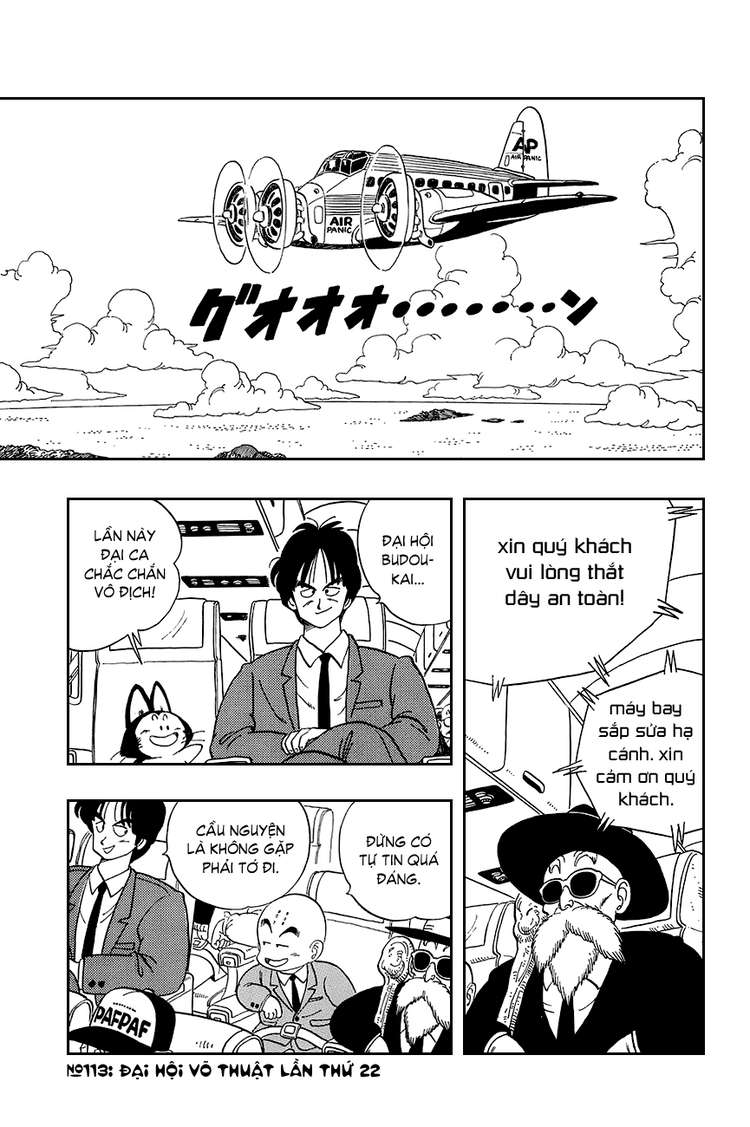 AP
AIR PANIC
AIR
PANIC
グオオオ・・・・・・・ン
xin quý khách
vui lòng thắt
dây an toàn!
máy bay
sắp sửa hạ
cánh. xin
cám ơn quý
khách.
ĐẠI HỘI
BUDOU-
KAI...
LẦN NÀY
ĐẠI CA
CHẮC CHẮN
VÔ ĐỊCH!
ĐỪNG CÓ
TỰ TIN QUÁ
ĐÁNG.
CẦU NGUYỆN
LÀ KHÔNG GẶP
PHẢI TỚ ĐI.
PAFPAF
№113: ĐẠI HỘI VÕ THUẬT LẦN THỨ 22